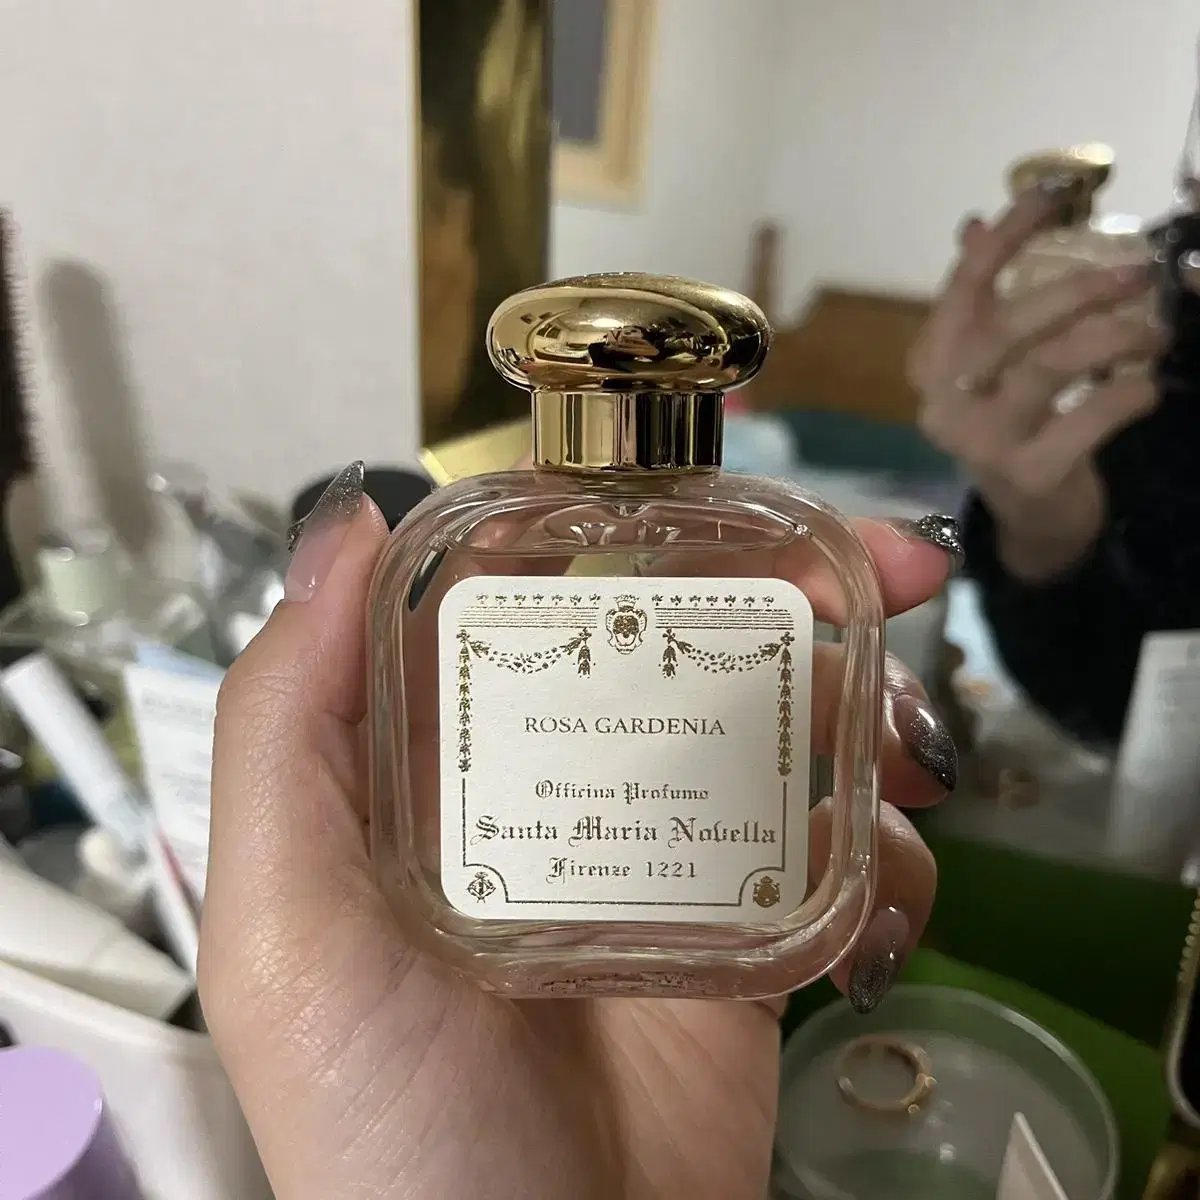 ROSA GARDENIA
Officina Profumo
Santa Maria Novella
Firenze 1221